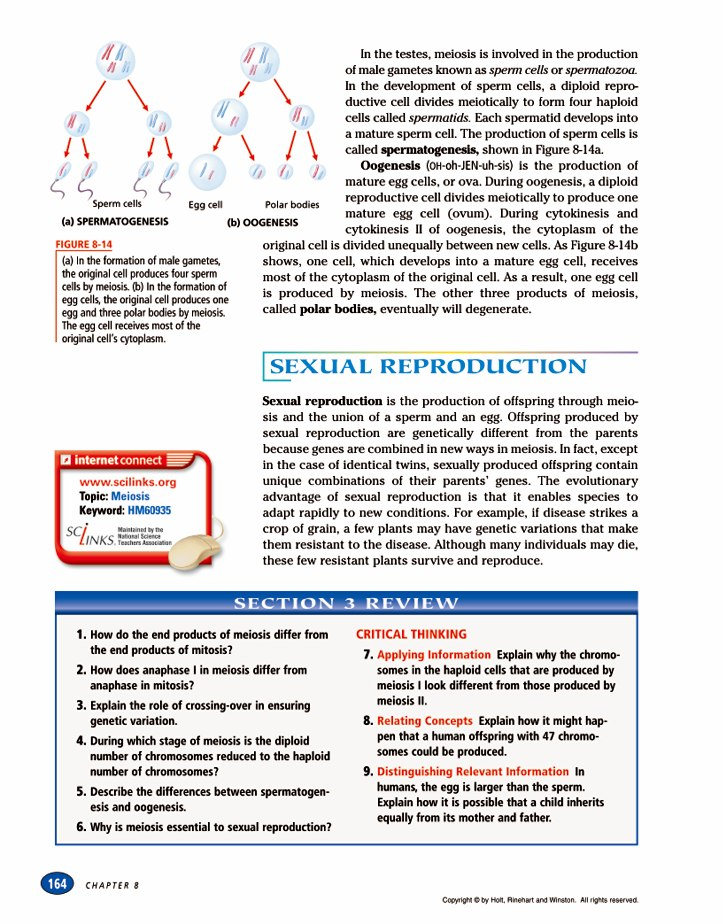 In the testes, meiosis is involved in the production
of male gametes known as sperm cells or spermatozoa.
In the development of sperm cells, a diploid repro-
ductive cell divides meiotically to form four haploid
cells called spermatids. Each spermatid develops into
a mature sperm cell. The production of sperm cells is
called spermatogenesis, shown in Figure 8-14a.
Oogenesis (OH-oh-JEN-uh-sis) is the production of
mature egg cells, or ova. During oogenesis, a diploid
reproductive cell divides meiotically to produce one
mature egg cell (ovum). During cytokinesis and
cytokinesis II of oogenesis, the cytoplasm of the
original cell is divided unequally between new cells. As Figure 8-14b
shows, one cell, which develops into a mature egg cell, receives
most of the cytoplasm of the original cell. As a result, one egg cell
is produced by meiosis. The other three products of meiosis,
called polar bodies, eventually will degenerate.
Sperm cells
Egg cell
Polar bodies
(a) SPERMATOGENESIS
(b) OOGENESIS
FIGURE 8-14
(a) In the formation of male gametes,
the original cell produces four sperm
cells by meiosis. (b) In the formation of
egg cells, the original cell produces one
egg and three polar bodies by meiosis.
The egg cell receives most of the
original cell's cytoplasm.
SEXUAL REPRODUCTION
Sexual reproduction is the production of offspring through meio-
sis and the union of a sperm and an egg. Offspring produced by
sexual reproduction are genetically different from the parents
because genes are combined in new ways in meiosis. In fact, except
in the case of identical twins, sexually produced offspring contain
unique combinations of their parents' genes. The evolutionary
advantage of sexual reproduction is that it enables species to
adapt rapidly to new conditions. For example, if disease strikes a
crop of grain, a few plants may have genetic variations that make
them resistant to the disease. Although many individuals may die,
these few resistant plants survive and reproduce.
internet connect
www.scilinks.org
Topic: Meiosis
Keyword: HM60935
SCiLINKS.
Maintained by the
National Science
Teachers Association
SECTION 3 REVIEW
1. How do the end products of meiosis differ from
the end products of mitosis?
2. How does anaphase I in meiosis differ from
anaphase in mitosis?
3. Explain the role of crossing-over in ensuring
genetic variation.
4. During which stage of meiosis is the diploid
number of chromosomes reduced to the haploid
number of chromosomes?
5. Describe the differences between spermatogen-
esis and oogenesis.
6. Why is meiosis essential to sexual reproduction?
CRITICAL THINKING
7. Applying Information Explain why the chromo-
somes in the haploid cells that are produced by
meiosis I look different from those produced by
meiosis II.
8. Relating Concepts Explain how it might hap-
pen that a human offspring with 47 chromo-
somes could be produced.
9. Distinguishing Relevant Information In
humans, the egg is larger than the sperm.
Explain how it is possible that a child inherits
equally from its mother and father.
164 CHAPTER 8
Copyright © by Holt, Rinehart and Winston. All rights reserved.